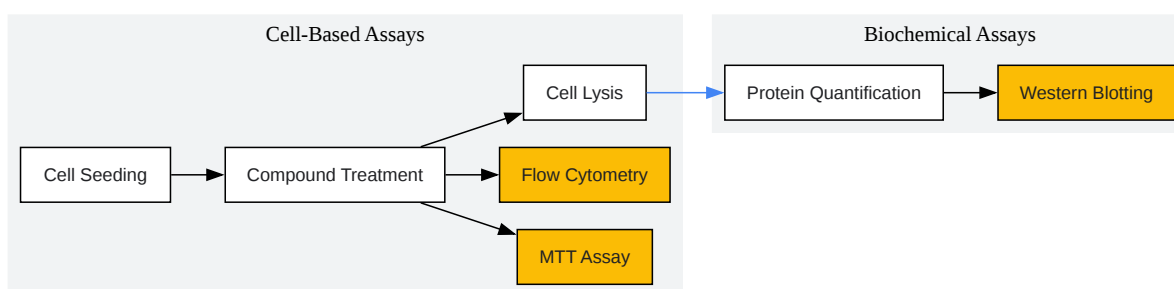 Cell-Based Assays
Biochemical Assays
Cell Lysis
Protein Quantification
Western Blotting
Cell Seeding
Compound Treatment
Flow Cytometry
MTT Assay